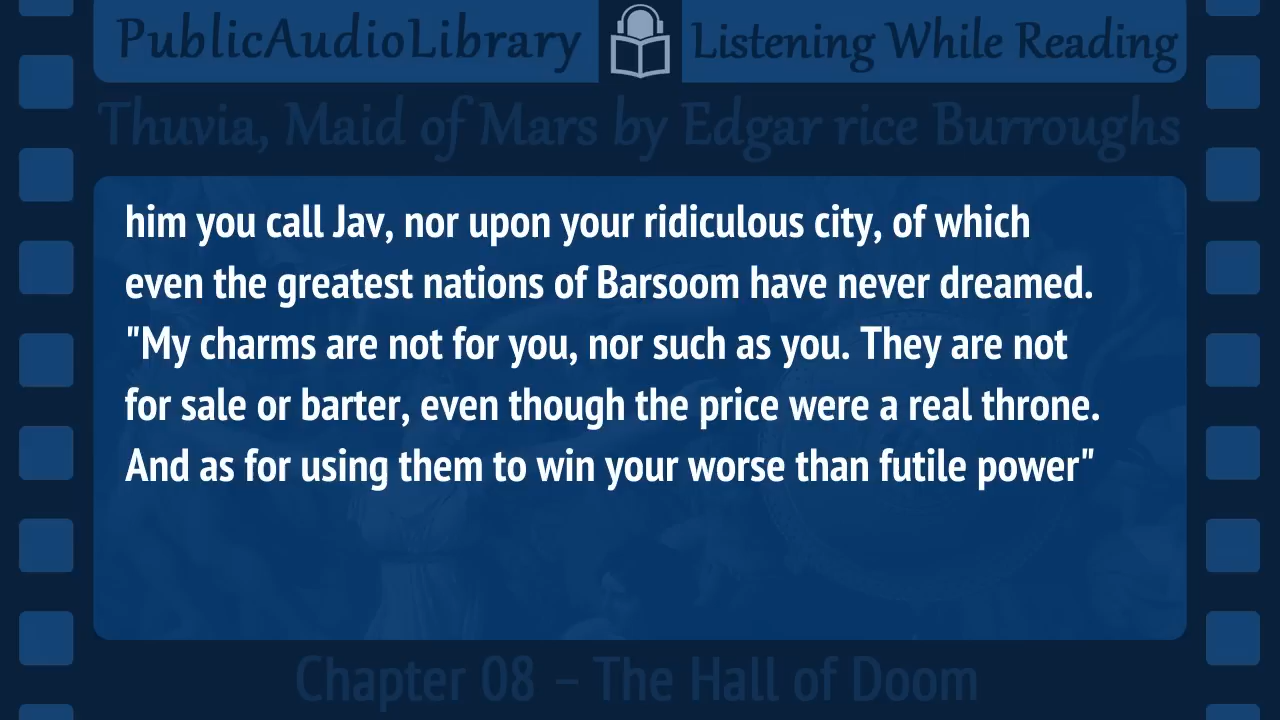 PublicAudioLibrary Listening While Reading
Thuvia, Maid of Mars by Edgar rice Burroughs
him you call Jav, nor upon your ridiculous city, of which
even the greatest nations of Barsoom have never dreamed.
"My charms are not for you, nor such as you. They are not
for sale or barter, even though the price were a real throne.
And as for using them to win your worse than futile power"
Chapter 08 – The Hall of Doom